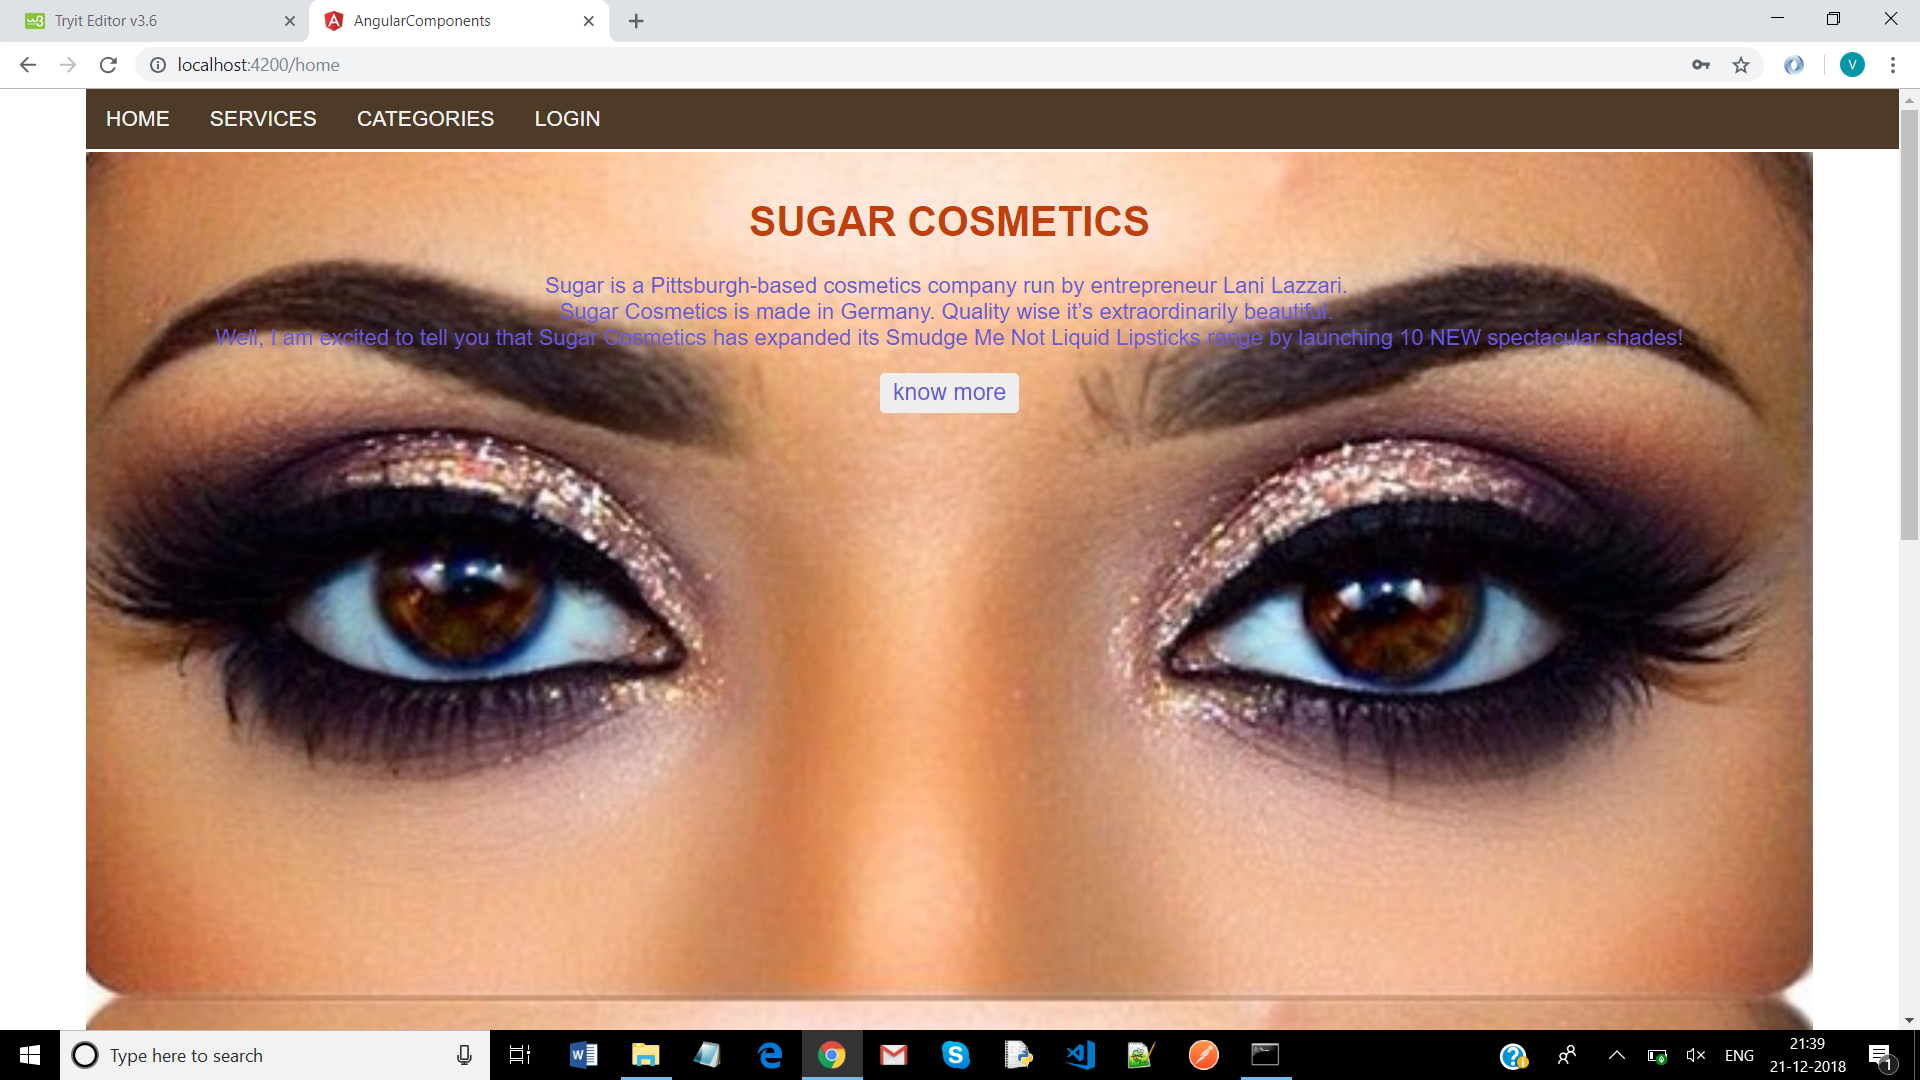 Tryit Editor v3.6
AngularComponents
localhost:4200/home
V
HOME SERVICES CATEGORIES LOGIN
SUGAR COSMETICS
Sugar is a Pittsburgh-based cosmetics company run by entrepreneur Lani Lazzari.
Sugar Cosmetics is made in Germany. Quality wise it’s extraordinarily beautiful.
Well, I am excited to tell you that Sugar Cosmetics has expanded its Smudge Me Not Liquid Lipsticks range by launching 10 NEW spectacular shades!
know more
Type here to search
ENG
21:39
21-12-2018
1